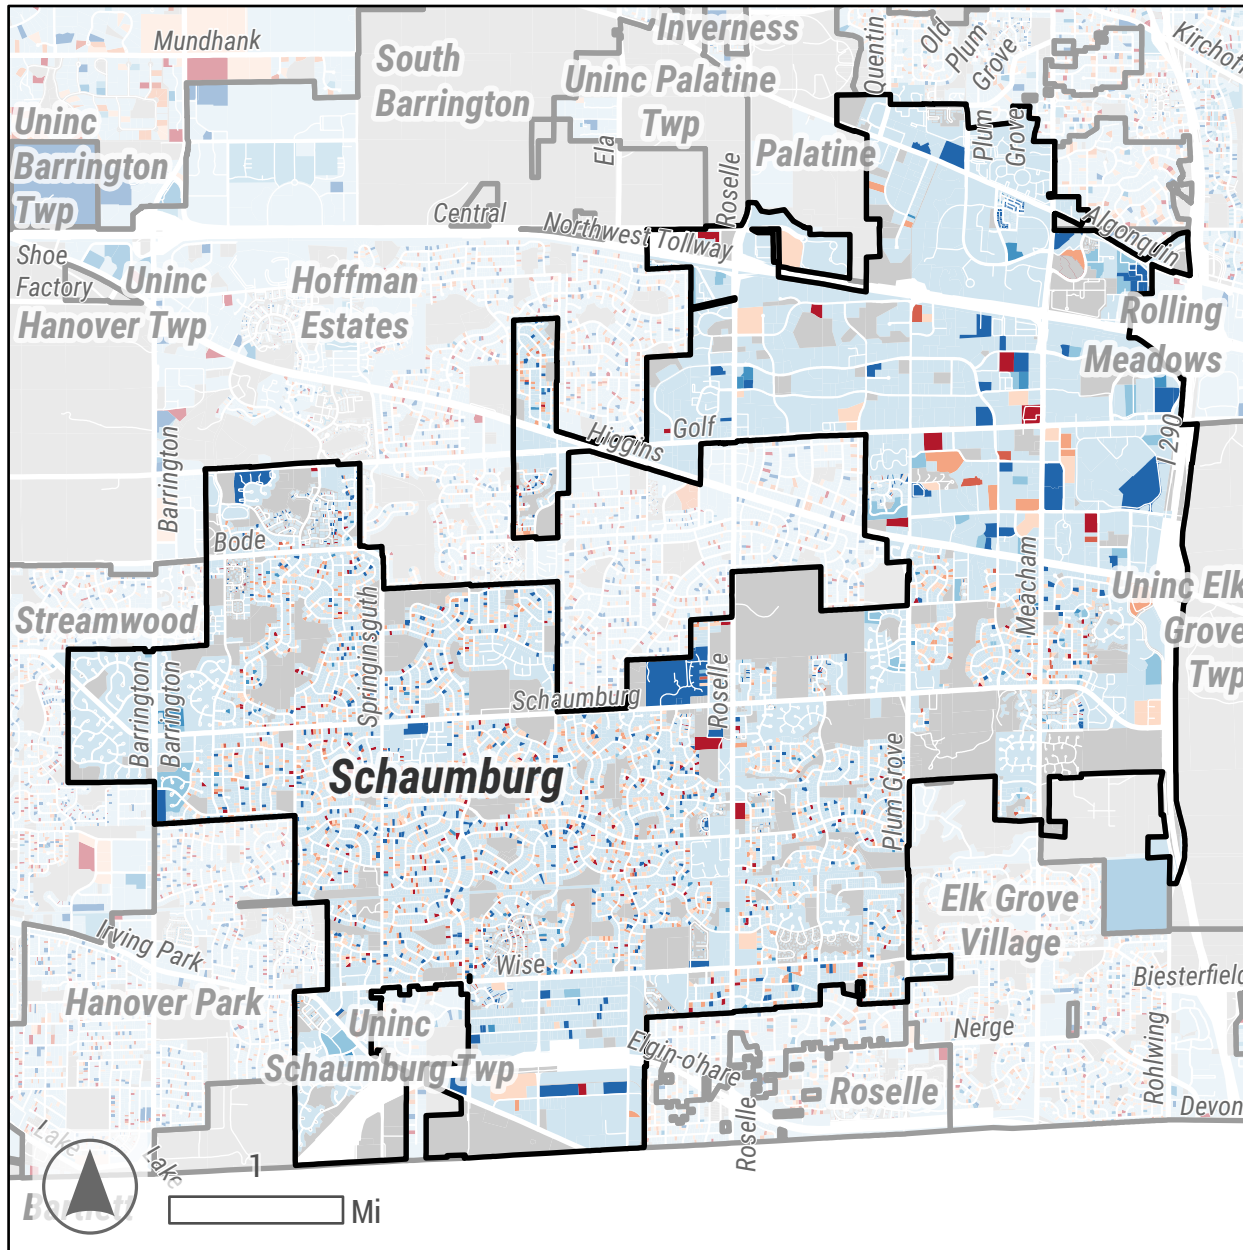 Mundhank
South
Barrington
Inverness
Uninc Palatine
Twp
Quentin
Old
Plum
Grove
Kirchoff
Uninc
Barrington
Twp
Ela
Roselle
Palatine
Plum
Grove
Central
Northwest Tollway
Algonquin
Shoe
Factory
Uninc
Hanover Twp
Hoffman
Estates
Rolling
Meadows
Barrington
Higgins
Golf
I 290
Bode
Springinsguth
Meacham
Uninc Elk
Grove
Twp
Streamwood
Barrington
Barrington
Schaumburg
Roselle
Schaumburg
Plum Grove
Elk Grove
Village
Irving Park
Wise
Hanover Park
Uninc
Schaumburg Twp
Elgin-o'hare
Nerge
Biesterfield
Rohlwing
Roselle
Roselle
Devon
Lake
Lake
Bartlett
1
Mi